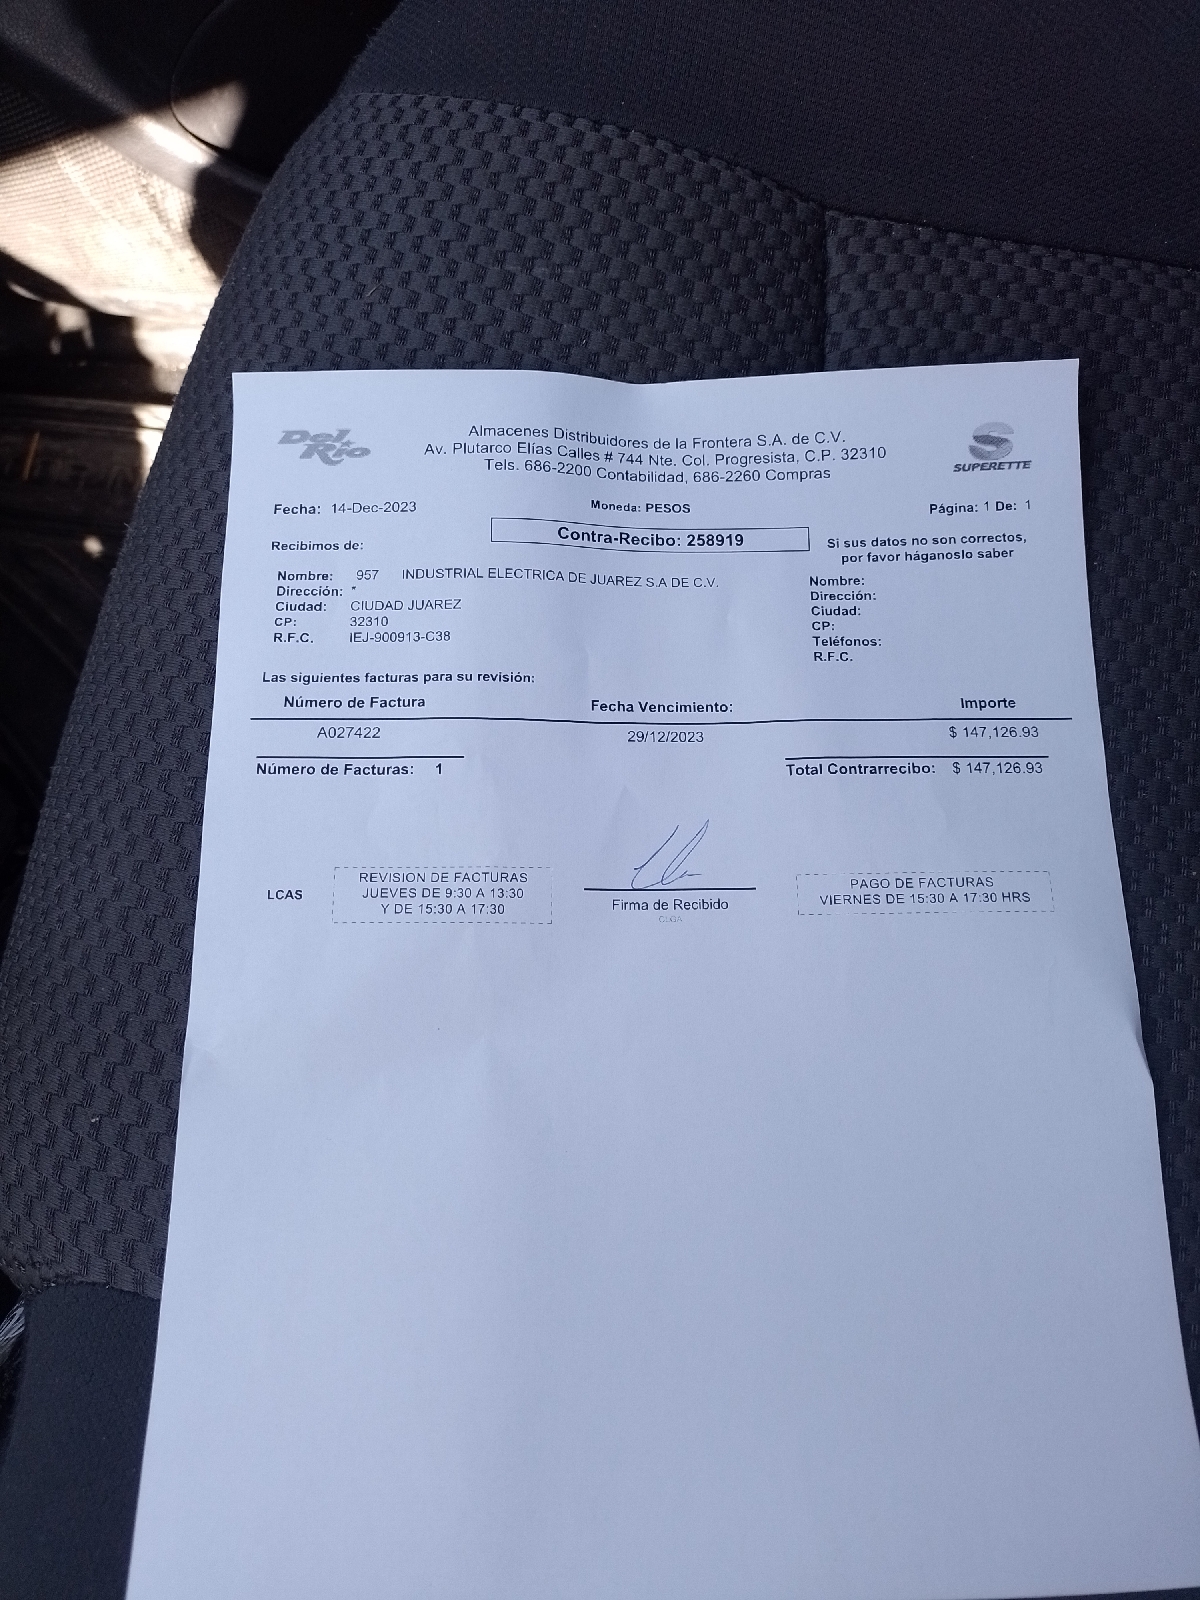 Del Rio
Almacenes Distribuidores de la Frontera S.A. de C.V.
Av. Plutarco Elías Calles # 744 Nte. Col. Progresista, C.P. 32310
Tels. 686-2200 Contabilidad, 686-2260 Compras
S
SUPERETTE
Fecha: 14-Dec-2023
Moneda: PESOS
Página: 1 De: 1
Contra-Recibo: 258919
Recibimos de:
Si sus datos no son correctos,
por favor háganoslo saber
Nombre: 957 INDUSTRIAL ELECTRICA DE JUAREZ S.A DE C.V.
Dirección: "
Ciudad: CIUDAD JUAREZ
CP: 32310
R.F.C. IEJ-900913-C38
Nombre:
Dirección:
Ciudad:
CP:
Teléfonos:
R.F.C.
Las siguientes facturas para su revisión:
Número de Factura Fecha Vencimiento: Importe
A027422 29/12/2023 $ 147,126.93
Número de Facturas: 1 Total Contrarrecibo: $ 147,126.93
LCAS
REVISION DE FACTURAS
JUEVES DE 9:30 A 13:30
Y DE 15:30 A 17:30
Firma de Recibido
CLGA
PAGO DE FACTURAS
VIERNES DE 15:30 A 17:30 HRS